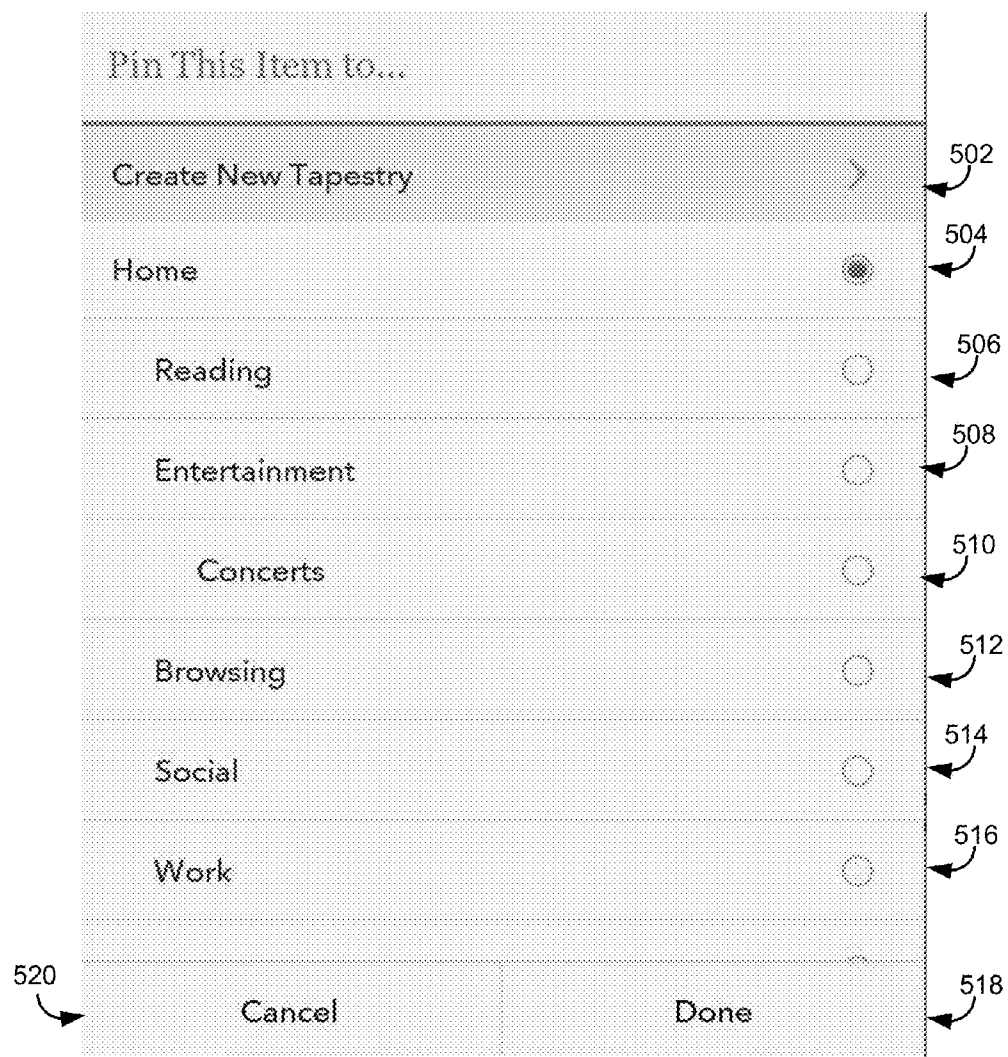 Pin This Item to...
Create New Tapestry
502
Home
504
Reading
506
Entertainment
508
Concerts
510
Browsing
512
Social
514
Work
516
520
Cancel
Done
518